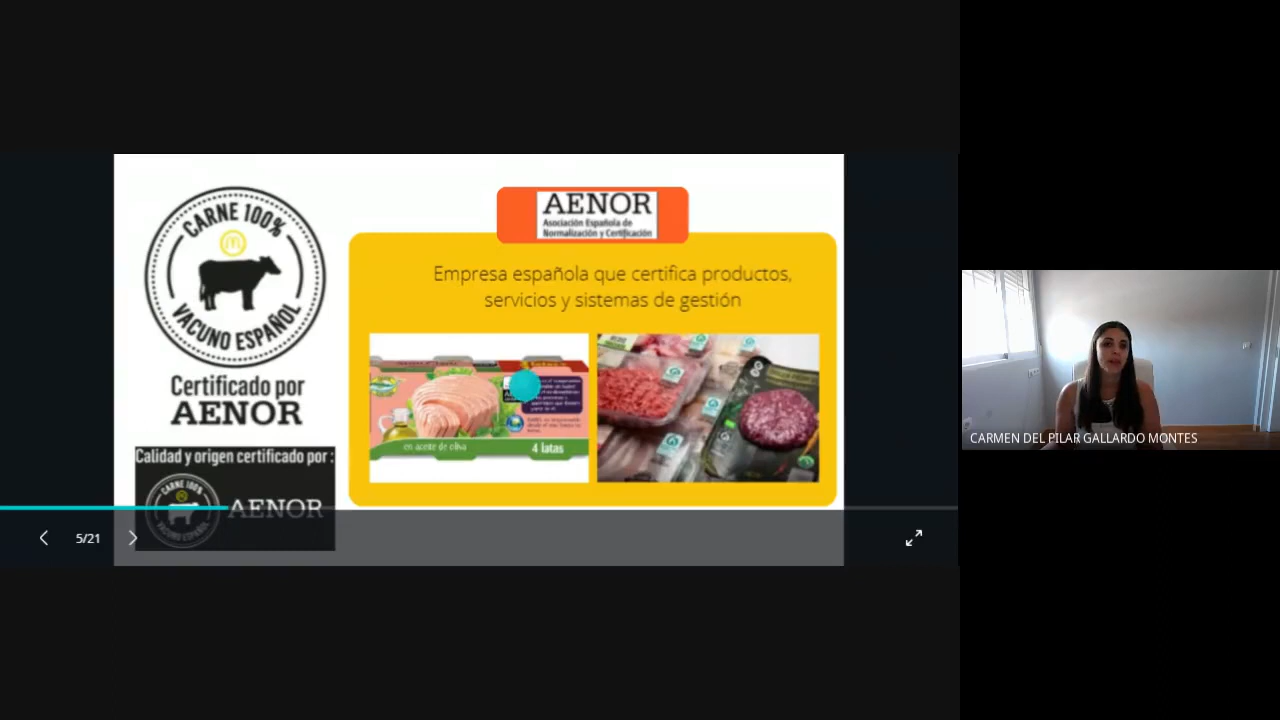 CARNE 100%
VACUNO ESPAÑOL
Certificado por
AENOR
Calidad y origen certificado por :
CARNE 100%
AENOR
AENOR
Asociación Española de
Normalización y Certificación
Empresa española que certifica productos,
servicios y sistemas de gestión
en aceite de oliva
4 latas
5/21
CARMEN DEL PILAR GALLARDO MONTES